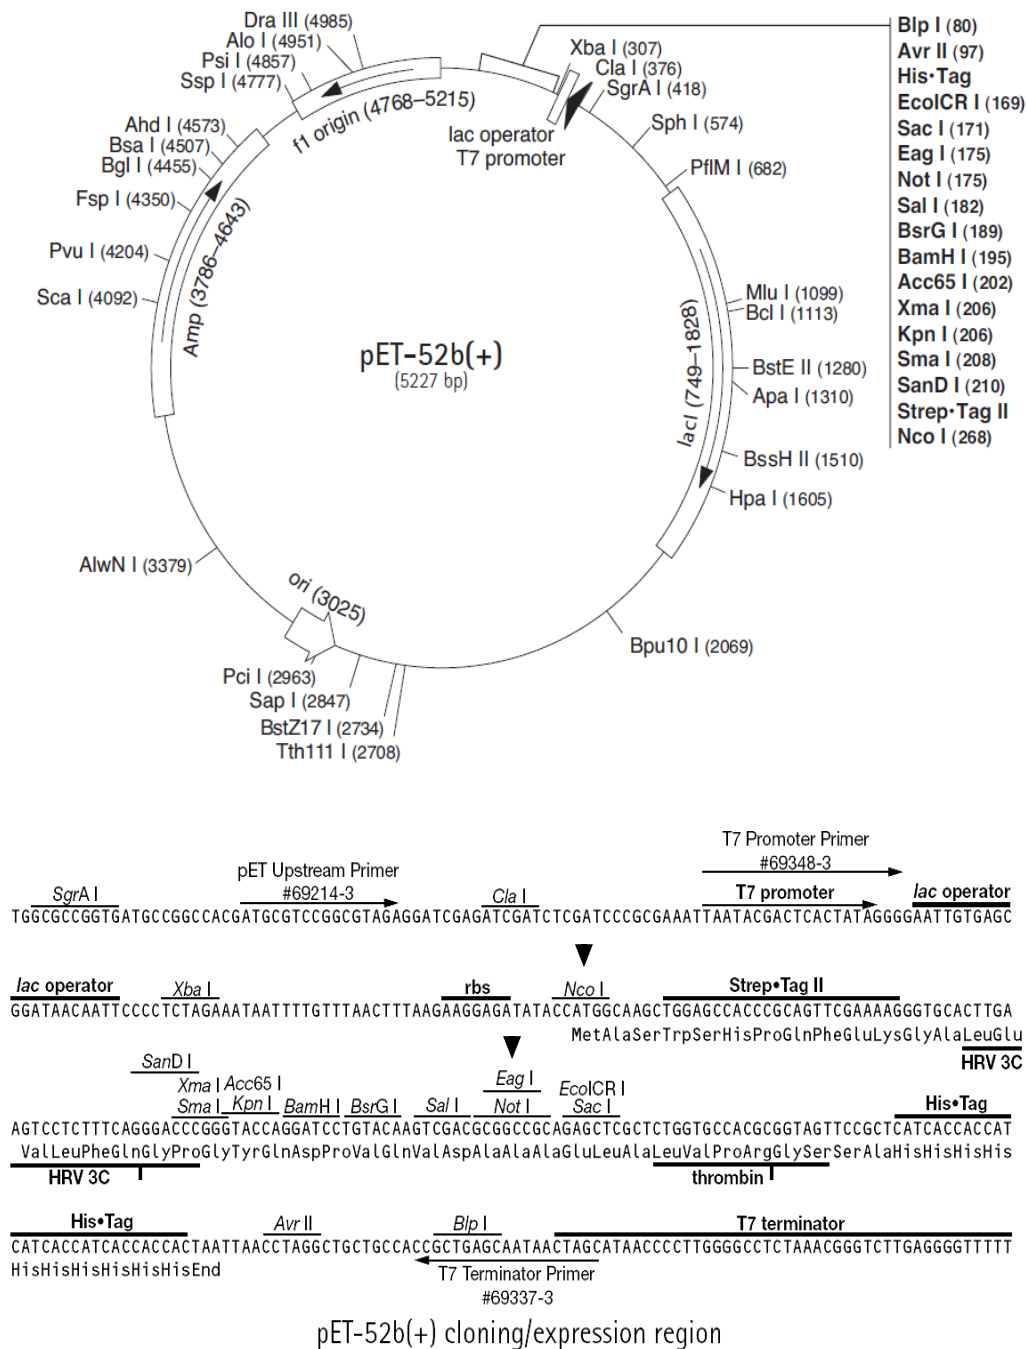 Dra III (4985)
Alo I (4951)
Psi I (4857)
Ssp I (4777)
Ahd I (4573)
Bsa I (4507)
Bgl I (4455)
Fsp I (4350)
Pvu I (4204)
Sca I (4092)
AlwN I (3379)
f1 origin (4768–5215)
Amp (3786–4643)
ori (3025)
lac operator
T7 promoter
Xba I (307)
Cla I (376)
SgrA I (418)
Sph I (574)
PflM I (682)
lacI (749–1828)
Mlu I (1099)
Bcl I (1113)
BstE II (1280)
Apa I (1310)
BssH II (1510)
Hpa I (1605)
Bpu10 I (2069)
Pci I (2963)
Sap I (2847)
BstZ17 I (2734)
Tth111 I (2708)
pET-52b(+)
(5227 bp)
Blp I (80)
Avr II (97)
His•Tag
EcoICR I (169)
Sac I (171)
Eag I (175)
Not I (175)
Sal I (182)
BsrG I (189)
BamH I (195)
Acc65 I (202)
Xma I (206)
Kpn I (206)
Sma I (208)
SanD I (210)
Strep•Tag II
Nco I (268)
T7 Promoter Primer
#69348-3
pET Upstream Primer
#69214-3
SgrA I
Cla I
T7 promoter
lac operator
TGGCGCCGGTGATGCCGGCCACGATGCGTCCGGCGTAGAGGATCGAGATCGATCTCGATCCCGCGAAATTAATACGACTCACTATAGGGGAATTGTGAGC
lac operator
Xba I
rbs
Nco I
Strep•Tag II
GGATAACAATTCCCCTCTAGAAATAATTTTGTTTAACTTTAAGAAGGAGATATACCATGGCAAGCTGGAGCCACCCGCAGTTCGAAAAGGGTGCACTTGA
MetAlaSerTrpSerHisProGlnPheGluLysGlyAlaLeuGlu
HRV 3C
SanD I
Xma I Acc65 I
Sma I Kpn I BamH I BsrG I Sal I
Eag I
Not I
EcoICR I
Sac I
His•Tag
AGTCCTCTTTCAGGGACCCGGGTACCAGGATCCTGTACAAGTCGACGCGGCCGCAGAGCTCGCTCTGGTGCCACGCGGTAGTTCCGCTCATCACCACCAT
ValLeuPheGlnGlyProGlyTyrGlnAspProValGlnValAspAlaAlaAlaGluLeuAlaLeuValProArgGlySerSerAlaHisHisHisHis
HRV 3C
thrombin
His•Tag
Avr II
Blp I
T7 terminator
CATCACCATCACCACCACTAATTAACCTAGGCTGCTGCCACCGCTGAGCAATAACTAGCATAACCCCTTGGGGCCTCTAAACGGGTCTTGAGGGGTTTTT
HisHisHisHisHisHisEnd
T7 Terminator Primer
#69337-3
pET-52b(+) cloning/expression region